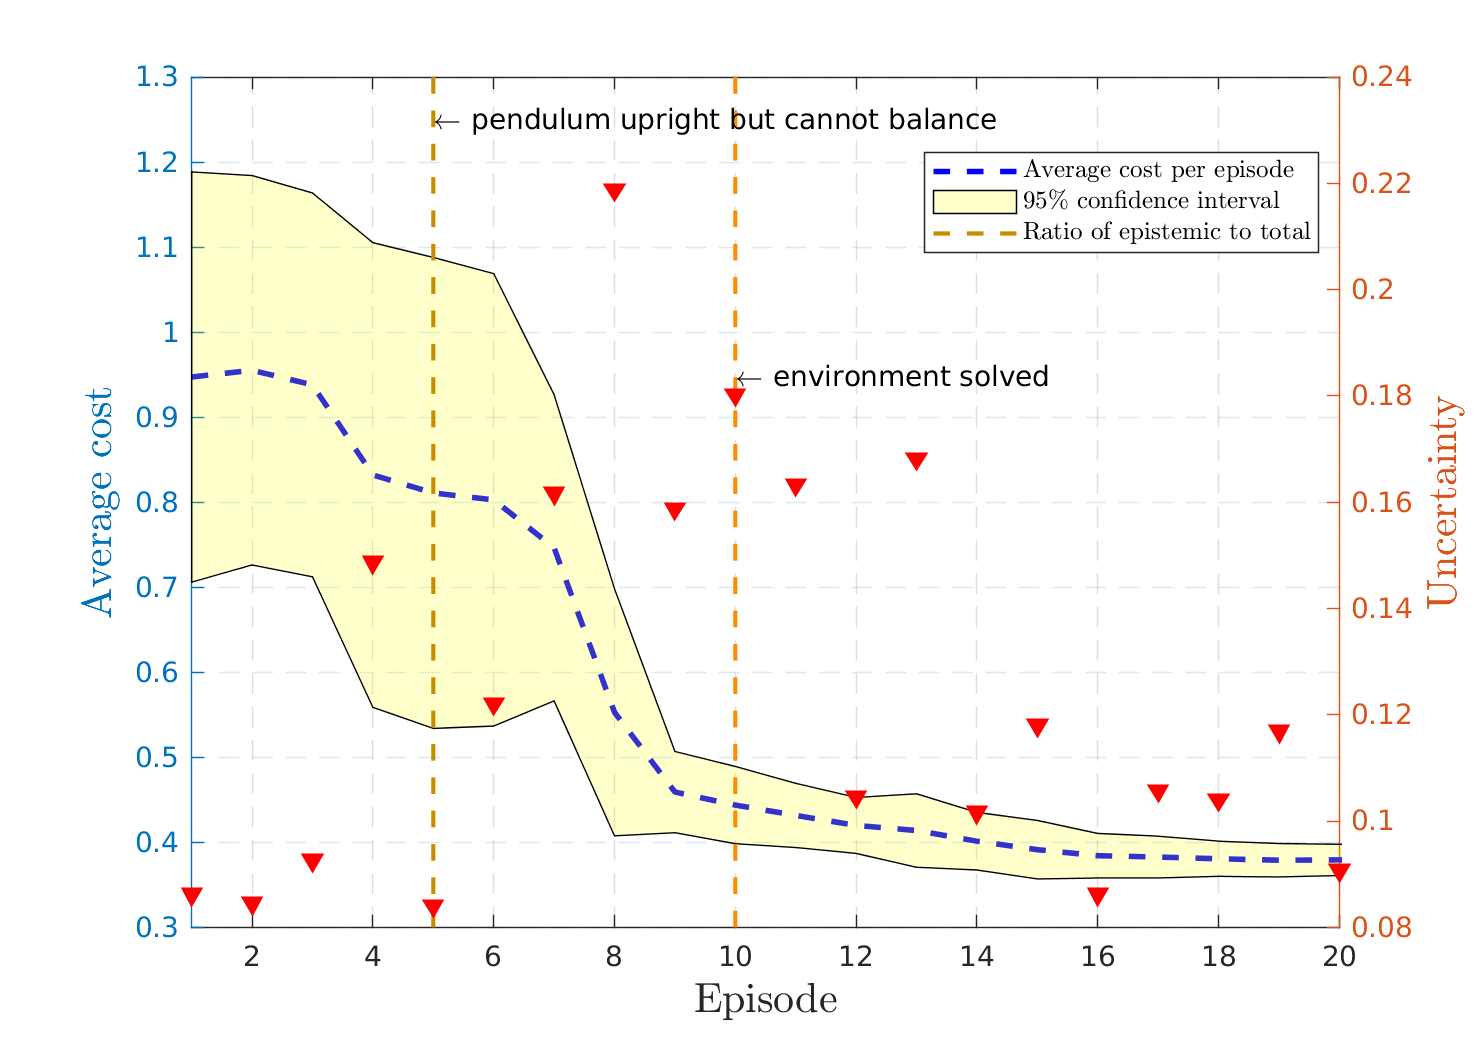 1.3
1.2
1.1
1
0.9
0.8
0.7
0.6
0.5
0.4
0.3
Average cost
← pendulum upright but cannot balance
Average cost per episode
95% confidence interval
Ratio of epistemic to total
← environment solved
0.24
0.22
0.2
0.18
0.16
0.14
0.12
0.1
0.08
Uncertainty
2 4 6 8 10 12 14 16 18 20
Episode